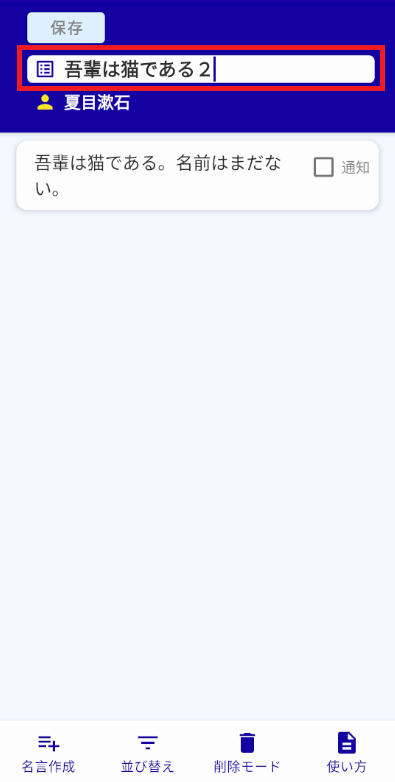 保存
吾輩は猫である２
夏目漱石
吾輩は猫である。名前はまだな
い。
通知
名言作成
並び替え
削除モード
使い方